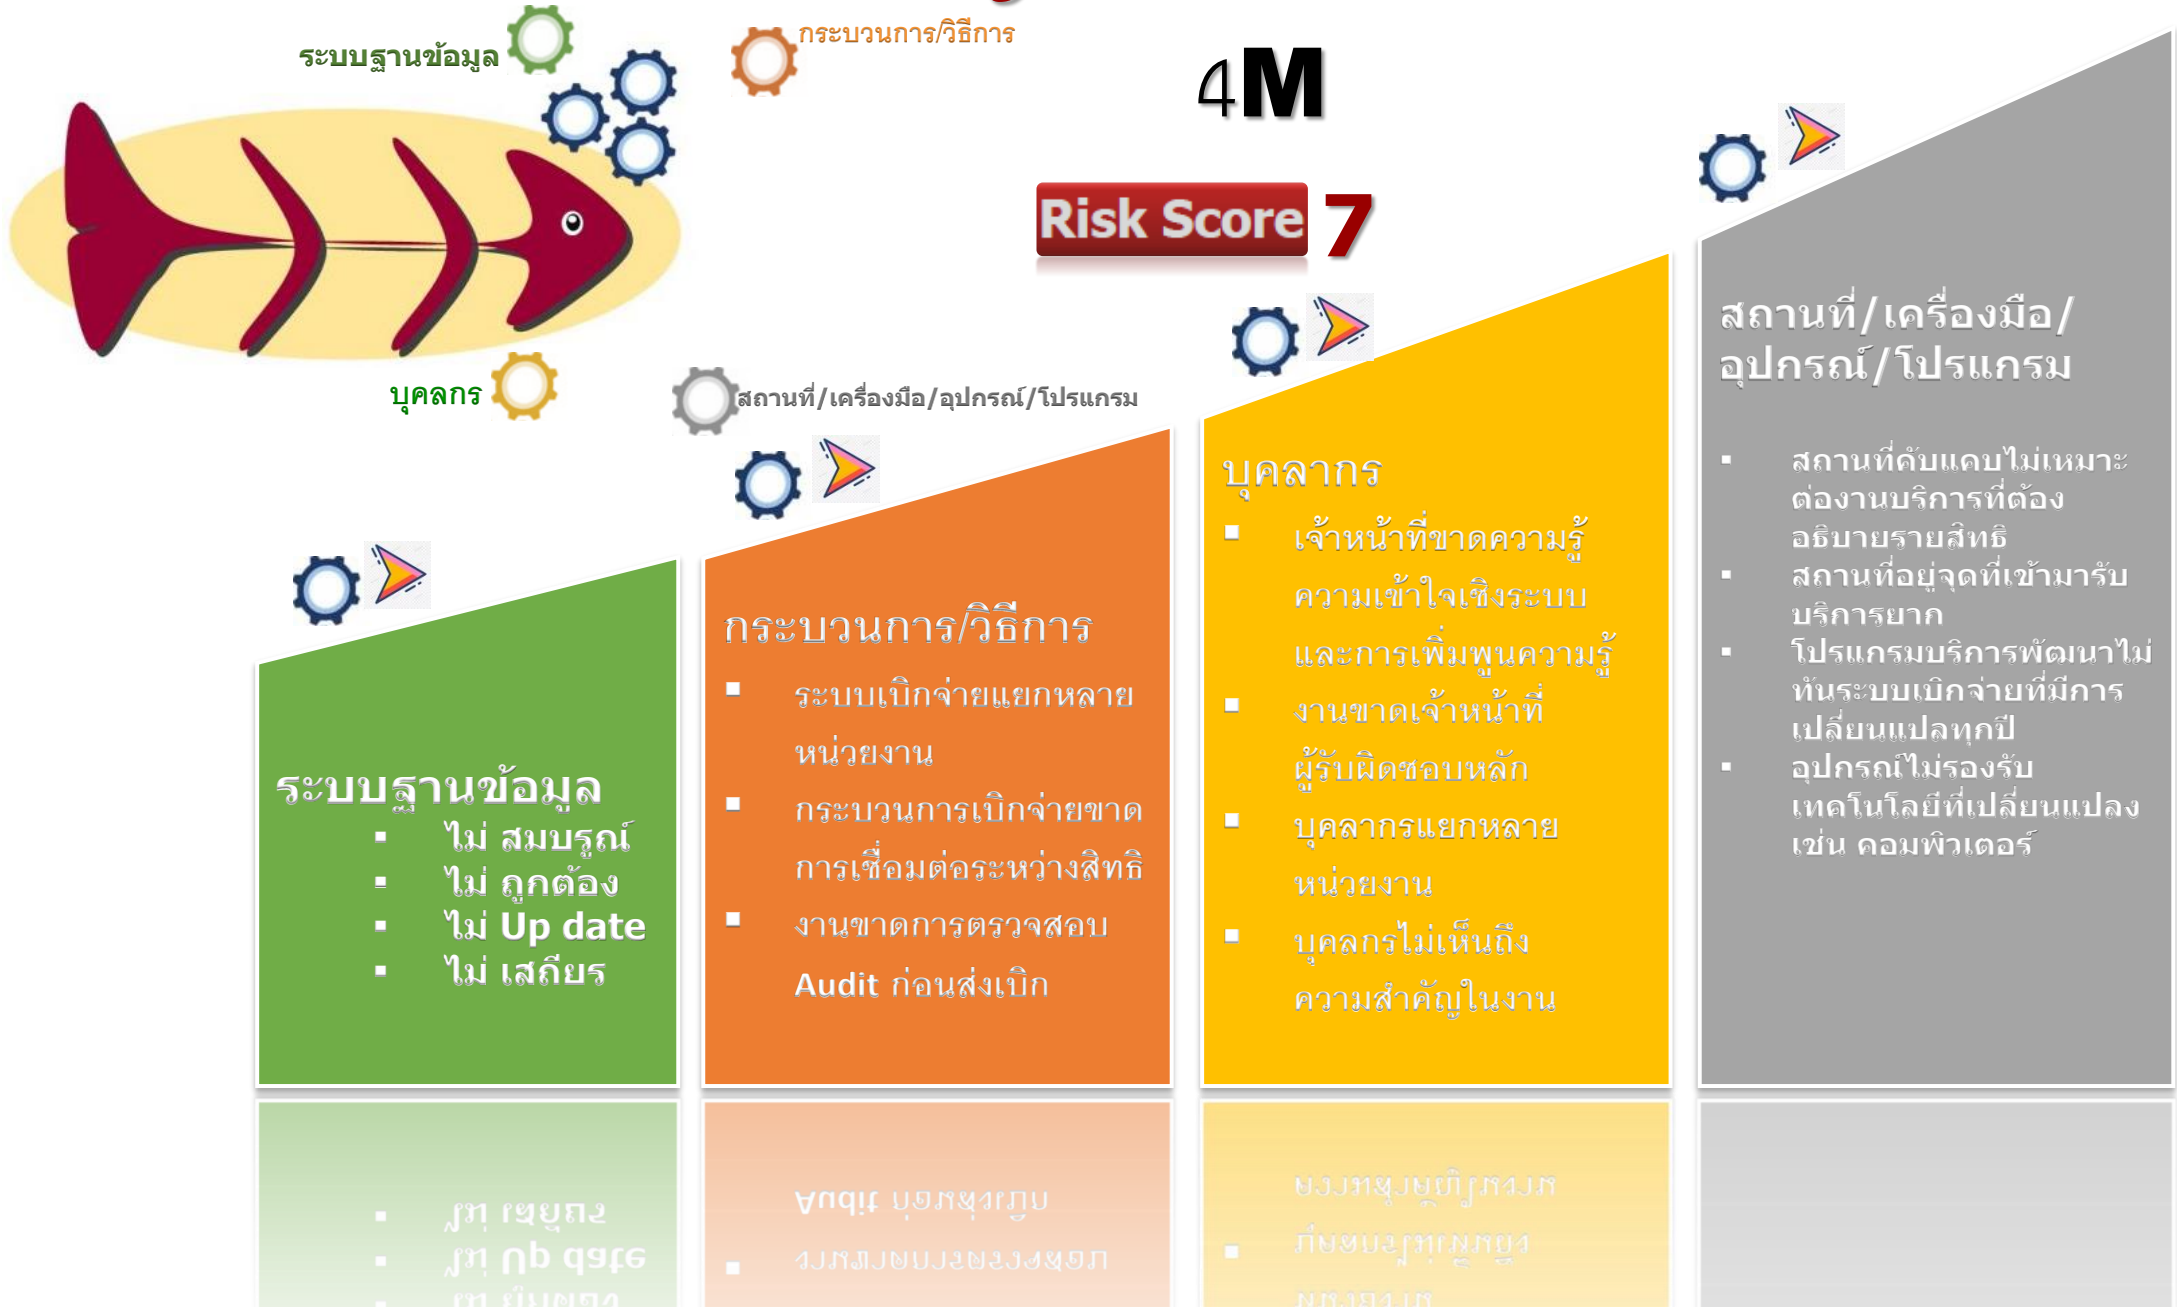 ระบบฐานข้อมูล
กระบวนการ/วิธีการ
4M
Risk Score 7
บุคลกร
สถานที่/เครื่องมือ/อุปกรณ์/โปรแกรม
ระบบฐานข้อมูล
▪ ไม่ สมบรูณ์
▪ ไม่ ถูกต้อง
▪ ไม่ Up date
▪ ไม่ เสถียร
กระบวนการ/วิธีการ
▪ ระบบเบิกจ่ายแยกหลาย
หน่วยงาน
▪ กระบวนการเบิกจ่ายขาด
การเชื่อมต่อระหว่างสิทธิ
▪ งานขาดการตรวจสอบ
Audit ก่อนส่งเบิก
บุคลากร
▪ เจ้าหน้าที่ขาดความรู้
ความเข้าใจเชิงระบบ
และการเพิ่มพูนความรู้
▪ งานขาดเจ้าหน้าที่
ผู้รับผิดชอบหลัก
▪ บุคลากรแยกหลาย
หน่วยงาน
▪ บุคลกรไม่เห็นถึง
ความสำคัญในงาน
สถานที่/เครื่องมือ/
อุปกรณ์/โปรแกรม
▪ สถานที่คับแคบไม่เหมาะ
ต่องานบริการที่ต้อง
อธิบายรายสิทธิ
▪ สถานที่อยู่จุดที่เข้ามารับ
บริการยาก
▪ โปรแกรมบริการพัฒนาไม่
ทันระบบเบิกจ่ายที่มีการ
เปลี่ยนแปลทุกปี
▪ อุปกรณ์ไม่รองรับ
เทคโนโลยีที่เปลี่ยนแปลง
เช่น คอมพิวเตอร์